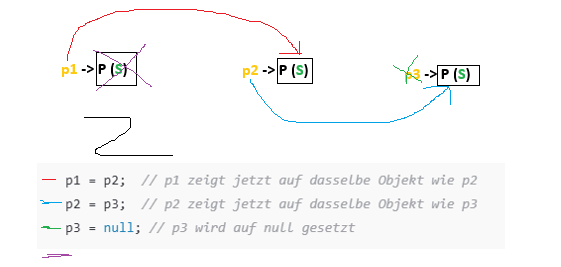 p1 -> P (S) p2 -> P (S) p3 -> P (S)
p1 = p2; // p1 zeigt jetzt auf dasselbe Objekt wie p2
p2 = p3; // p2 zeigt jetzt auf dasselbe Objekt wie p3
p3 = null; // p3 wird auf null gesetzt